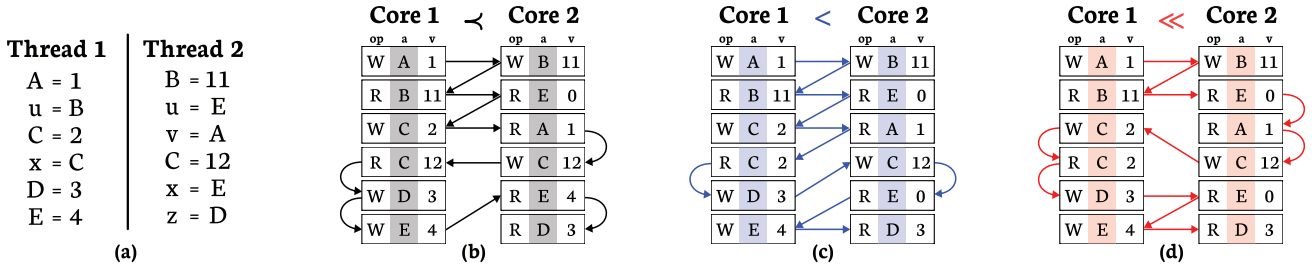 Thread 1 Thread 2
A = 1 B = 11
u = B u = E
C = 2 v = A
x = C C = 12
D = 3 x = E
E = 4 z = D
(a)
Core 1 ≺ Core 2
op a v op a v
W A 1 W B 11
R B 11 R E 0
W C 2 R A 1
R C 12 W C 12
W D 3 R E 4
W E 4 R D 3
(b)
Core 1 < Core 2
op a v op a v
W A 1 W B 11
R B 11 R E 0
W C 2 R A 1
R C 2 W C 12
W D 3 R E 0
W E 4 R D 3
(c)
Core 1 ≪ Core 2
op a v op a v
W A 1 W B 11
R B 11 R E 0
W C 2 R A 1
R C 2 W C 12
W D 3 R E 0
W E 4 R D 3
(d)